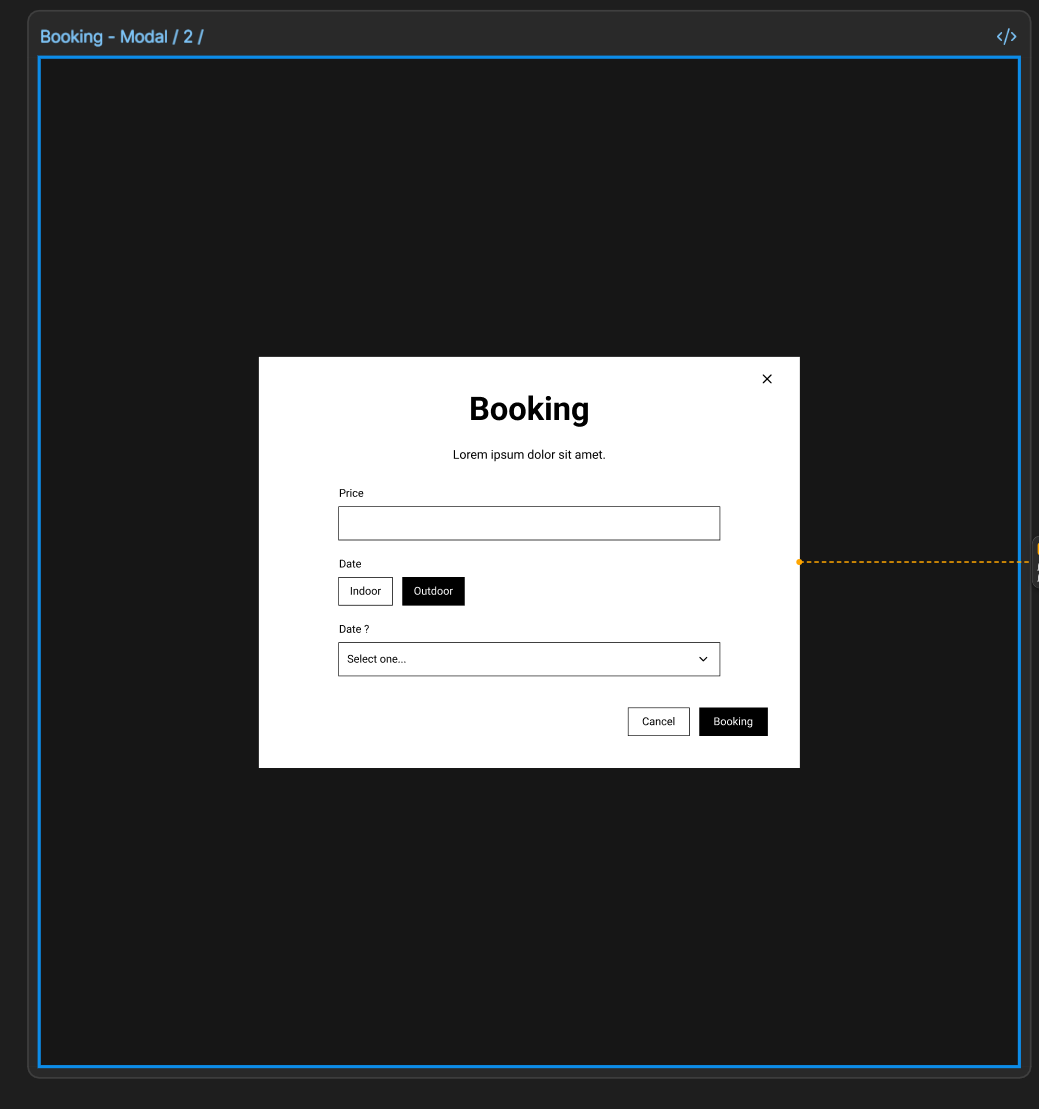 Booking - Modal / 2 /
Booking
Lorem ipsum dolor sit amet.
Price
Date
Indoor Outdoor
Date ?
Select one...
Cancel Booking